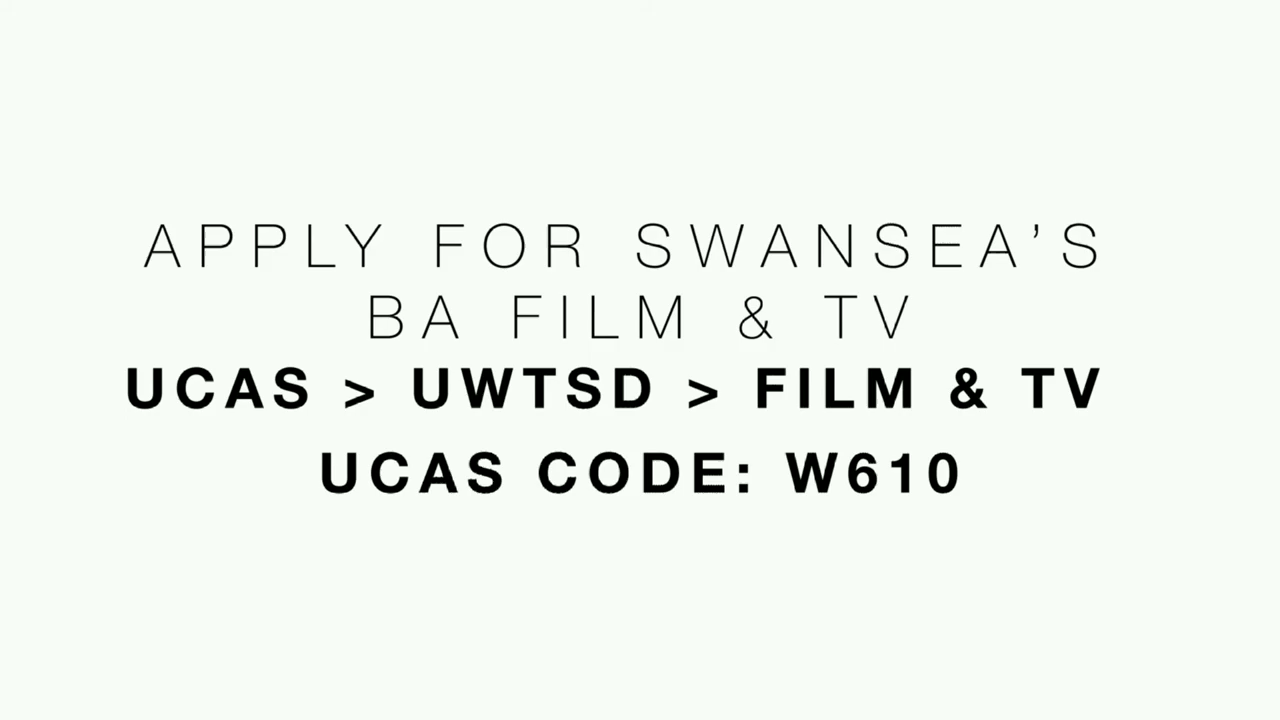 APPLY FOR SWANSEA’S
BA FILM & TV
UCAS > UWTSD > FILM & TV
UCAS CODE: W610